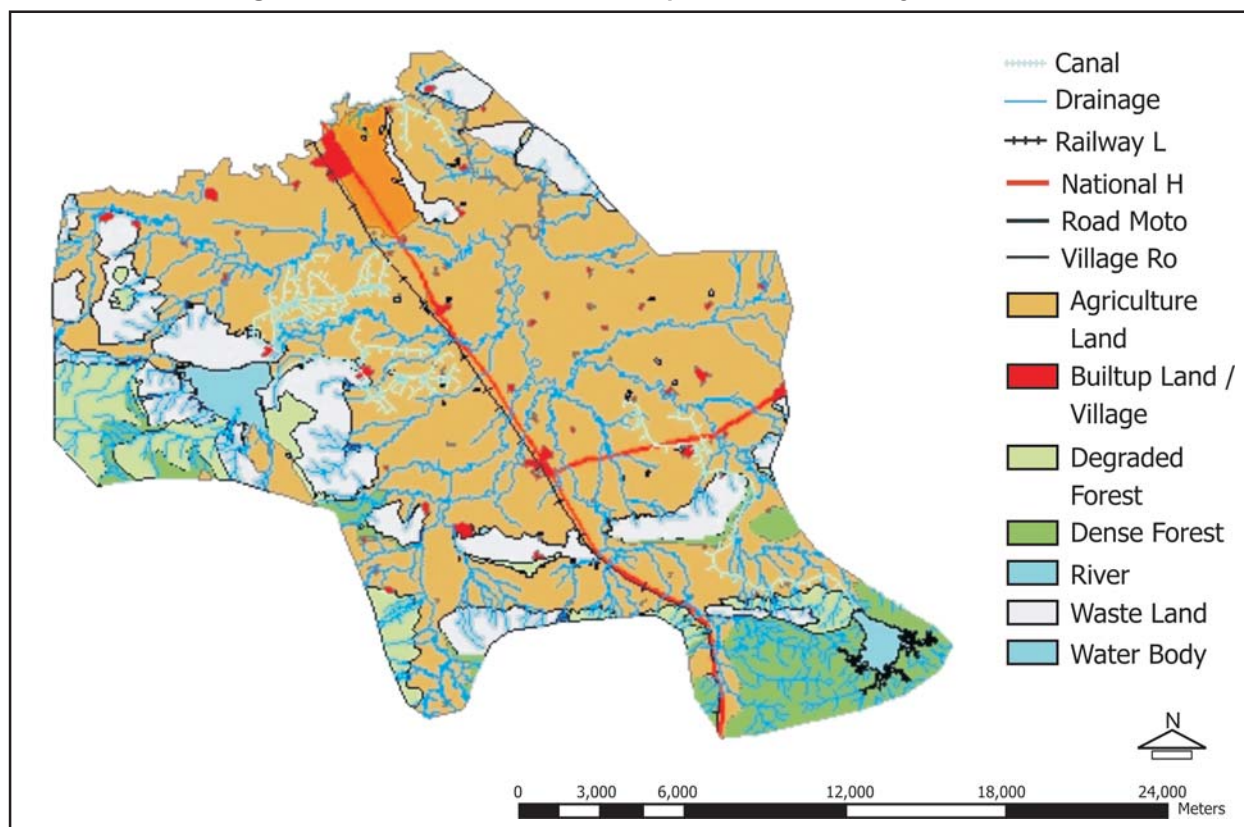 Canal
Drainage
Railway L
National H
Road Moto
Village Ro
Agriculture
Land
Builtup Land /
Village
Degraded
Forest
Dense Forest
River
Waste Land
Water Body
N
0 3,000 6,000 12,000 18,000 24,000
Meters